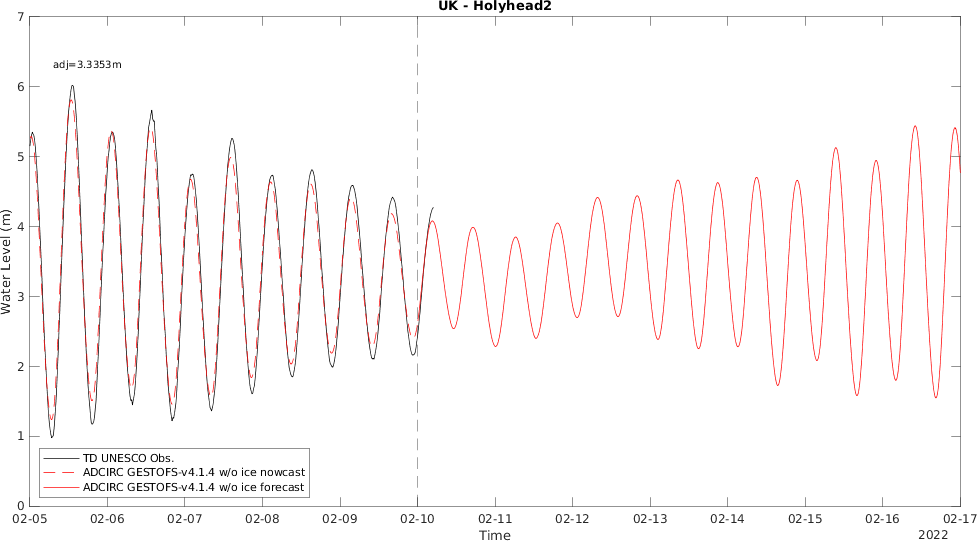 UK - Holyhead2
7
6
5
4
3
2
1
0
Water Level (m)
adj=3.3353m
TD UNESCO Obs.
ADCIRC GESTOFS-v4.1.4 w/o ice nowcast
ADCIRC GESTOFS-v4.1.4 w/o ice forecast
02-05 02-06 02-07 02-08 02-09 02-10 02-11 02-12 02-13 02-14 02-15 02-16 02-17
Time
2022